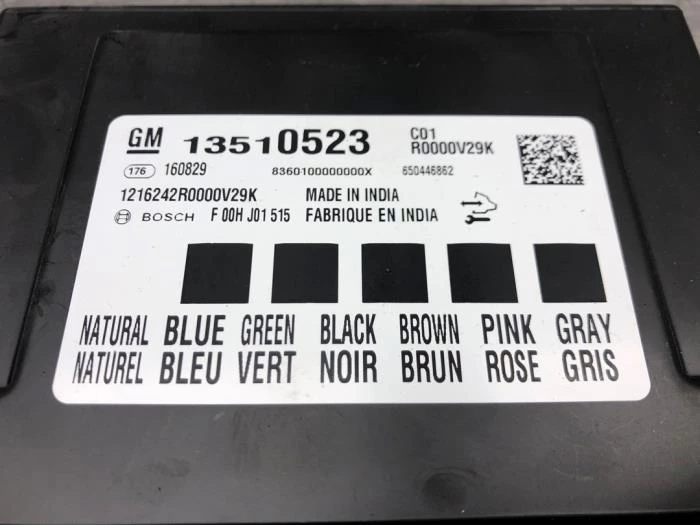 GM 13510523 C01
R0000V29K
176 160829 8360100000000X 650446862
1216242R0000V29K MADE IN INDIA
BOSCH F 00H J01 515 FABRIQUE EN INDIA
NATURAL BLUE GREEN BLACK BROWN PINK GRAY
NATUREL BLEU VERT NOIR BRUN ROSE GRIS